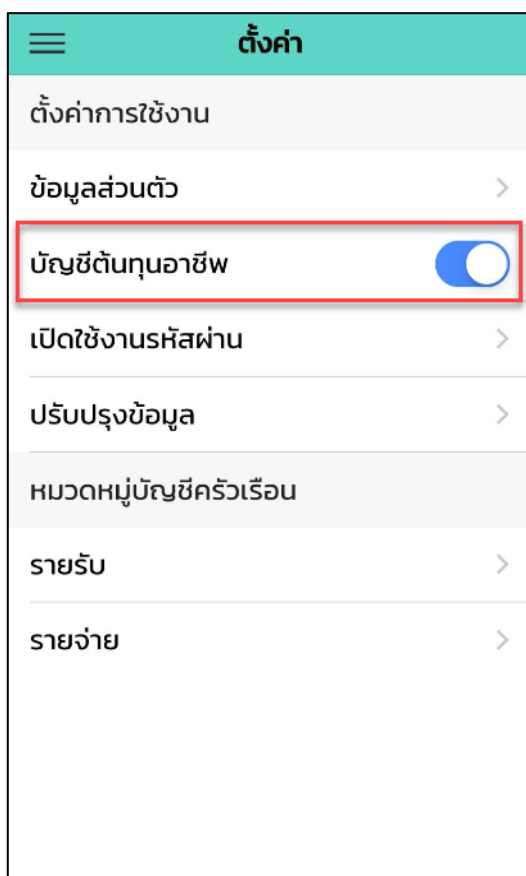 ตั้งค่า
ตั้งค่าการใช้งาน
ข้อมูลส่วนตัว
บัญชีต้นทุนอาชีพ
เปิดใช้งานรหัสผ่าน
ปรับปรุงข้อมูล
หมวดหมู่บัญชีครัวเรือน
รายรับ
รายจ่าย